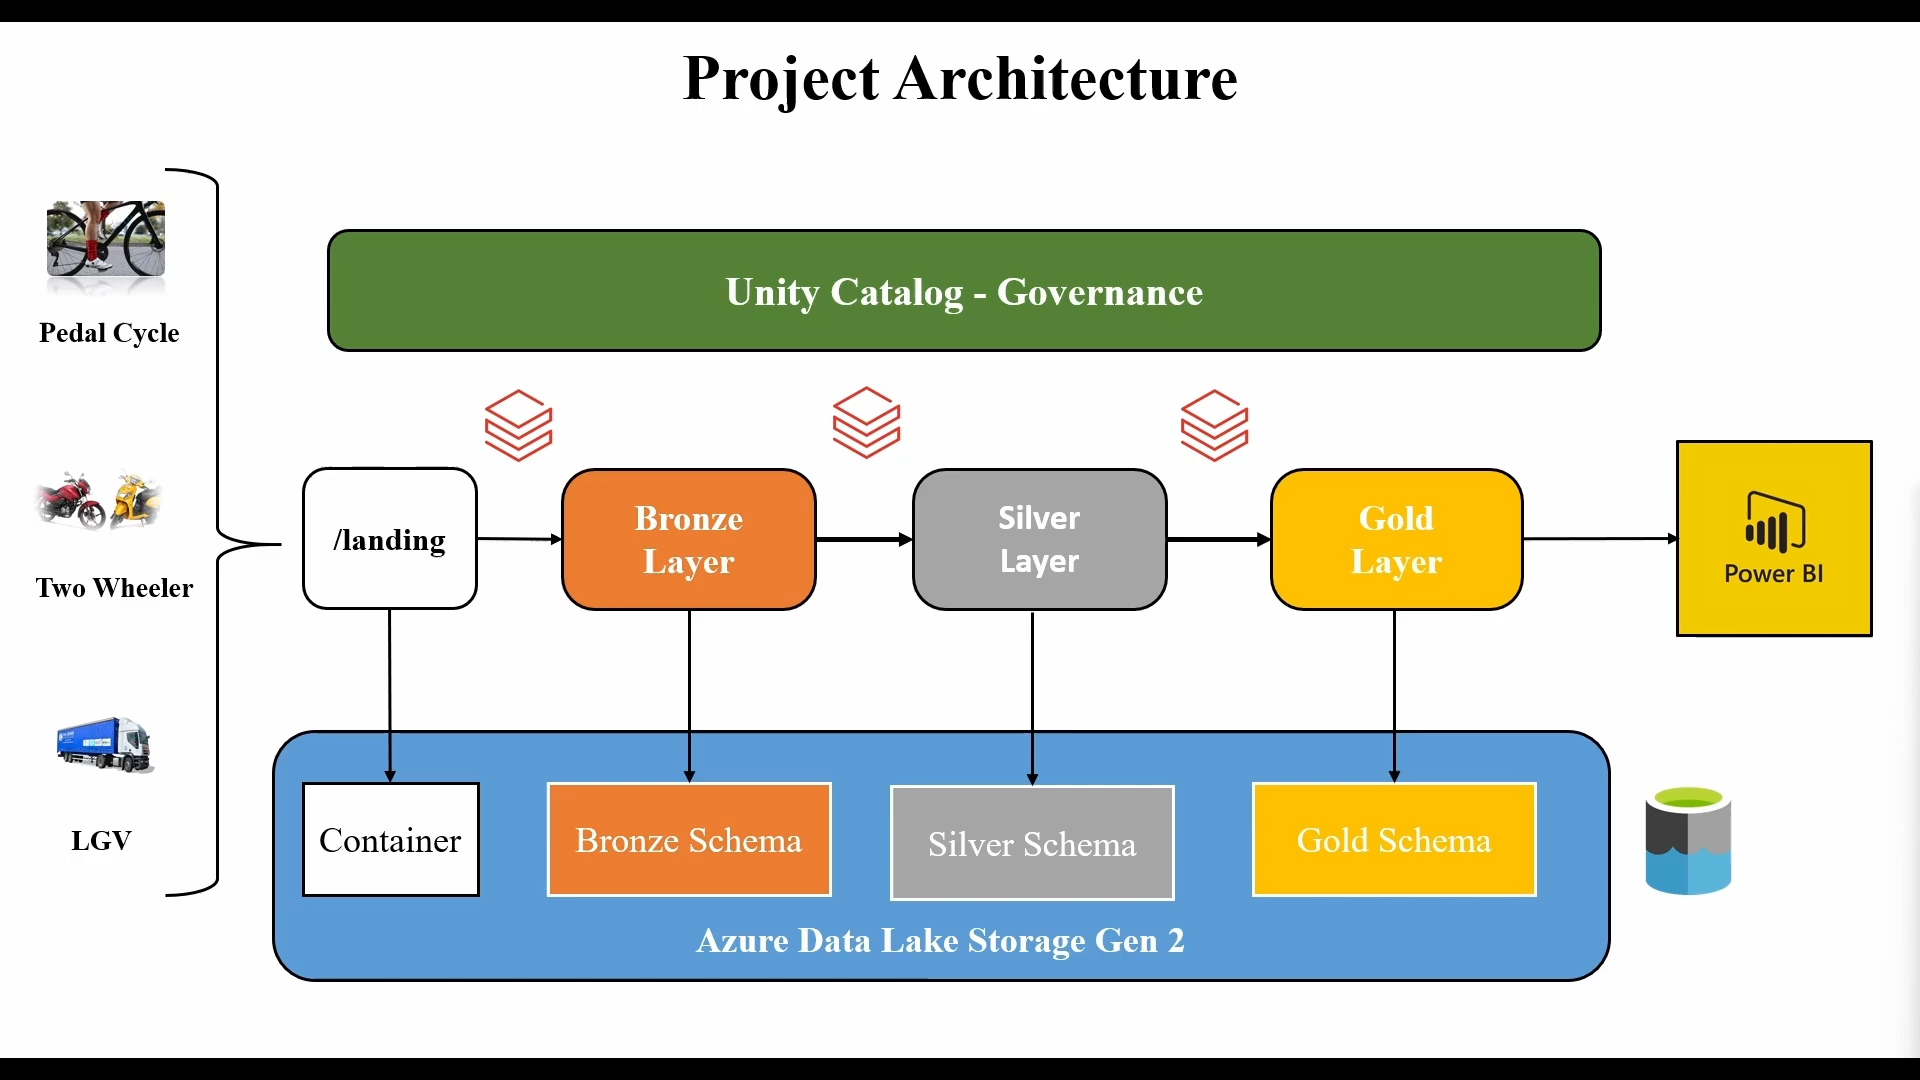 Project Architecture
Pedal Cycle
Two Wheeler
LGV
Unity Catalog - Governance
/landing
Bronze
Layer
Silver
Layer
Gold
Layer
Power BI
Container
Bronze Schema
Silver Schema
Gold Schema
Azure Data Lake Storage Gen 2